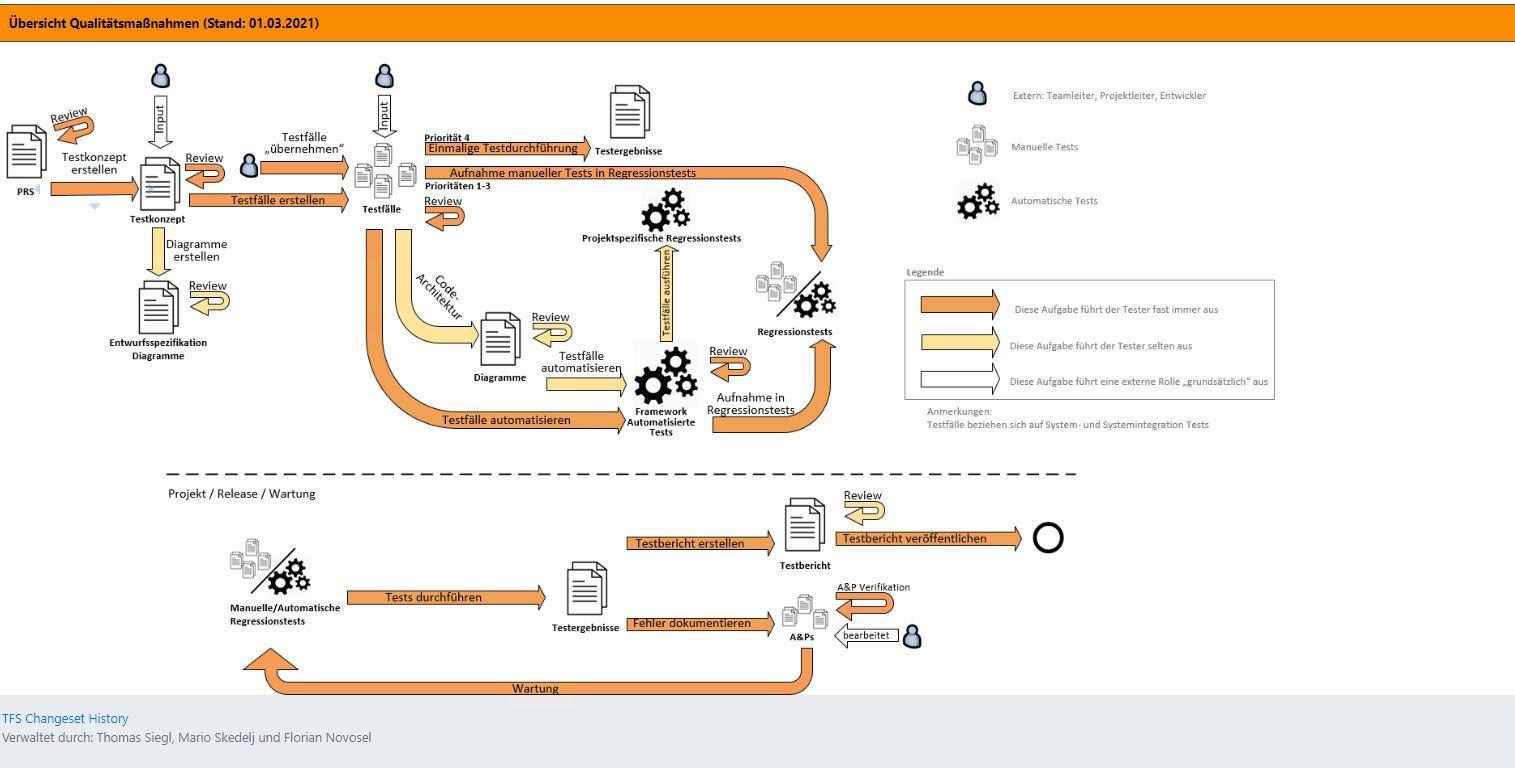 Übersicht Qualitätsmaßnahmen (Stand: 01.03.2021)
Review
PRS
Testkonzept
erstellen
Input
Review
Testkonzept
Diagramme
erstellen
Review
Entwurfsspezifikation
Diagramme
Testfälle
„übernehmen"
Testfälle erstellen
Input
Testfälle
Priorität 4
Einmalige Testdurchführung
Testergebnisse
Aufnahme manueller Tests in Regressionstests
Prioritäten 1-3
Review
Code-
Architektur
Review
Diagramme
Testfälle
automatisieren
Testfälle automatisieren
Projektspezifische Regressionstests
Testfälle ausführen
Review
Framework
Automatisierte
Tests
Aufnahme in
Regressionstests
Regressionstests
Extern: Teamleiter, Projektleiter, Entwickler
Manuelle Tests
Automatische Tests
Legende
Diese Aufgabe führt der Tester fast immer aus
Diese Aufgabe führt der Tester selten aus
Diese Aufgabe führt eine externe Rolle „grundsätzlich" aus
Anmerkungen:
Testfälle beziehen sich auf System- und Systemintegration Tests
Projekt / Release / Wartung
Manuelle/Automatische
Regressionstests
Tests durchführen
Testergebnisse
Testbericht erstellen
Testbericht
Review
Testbericht veröffentlichen
Fehler dokumentieren
A&Ps
A&P Verifikation
bearbeitet
Wartung
TFS Changeset History
Verwaltet durch: Thomas Siegl, Mario Skedelj und Florian Novosel